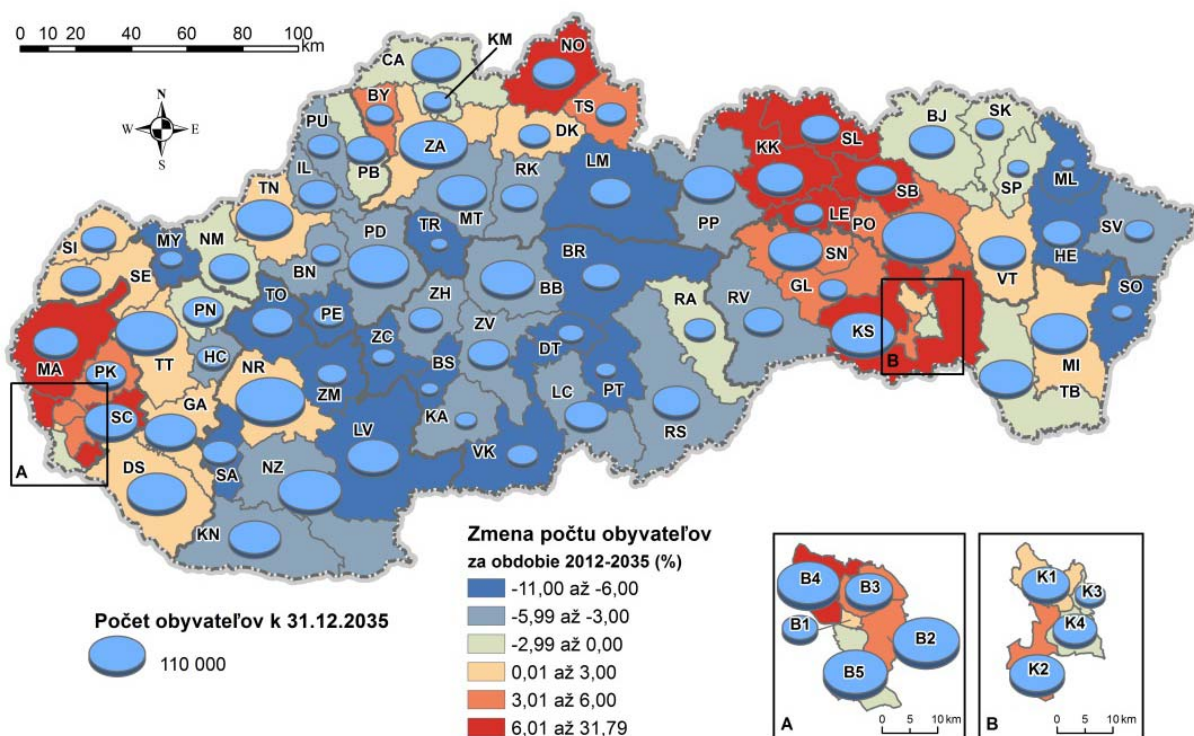 0 10 20 40 60 80 100
km
N
W E
S
KM
NO
CA
BY
TS
PU
DK
ZA
SK
BJ
SL
KK
LM
IL
PB
RK
SP
ML
SB
TN
MT
LE
PO
PP
SV
NM
TR
SI
MY
PD
SN
HE
BR
VT
SE
BN
GL
SO
ZH
BB
RA
RV
PN
TO
PE
ZV
KS
B
ZC
MI
MA
TT
HC
BS
DT
PK
NR
ZM
PT
LC
TB
GA
KA
SC
LV
RS
VK
A
DS
SA
NZ
KN
Zmena počtu obyvateľov
za obdobie 2012-2035 (%)
-11,00 až -6,00
-5,99 až -3,00
-2,99 až 0,00
0,01 až 3,00
3,01 až 6,00
6,01 až 31,79
Počet obyvateľov k 31.12.2035
110 000
B4
B3
B1
B2
B5
A
0 5 10 km
K1
K3
K4
K2
B
0 5 10 km